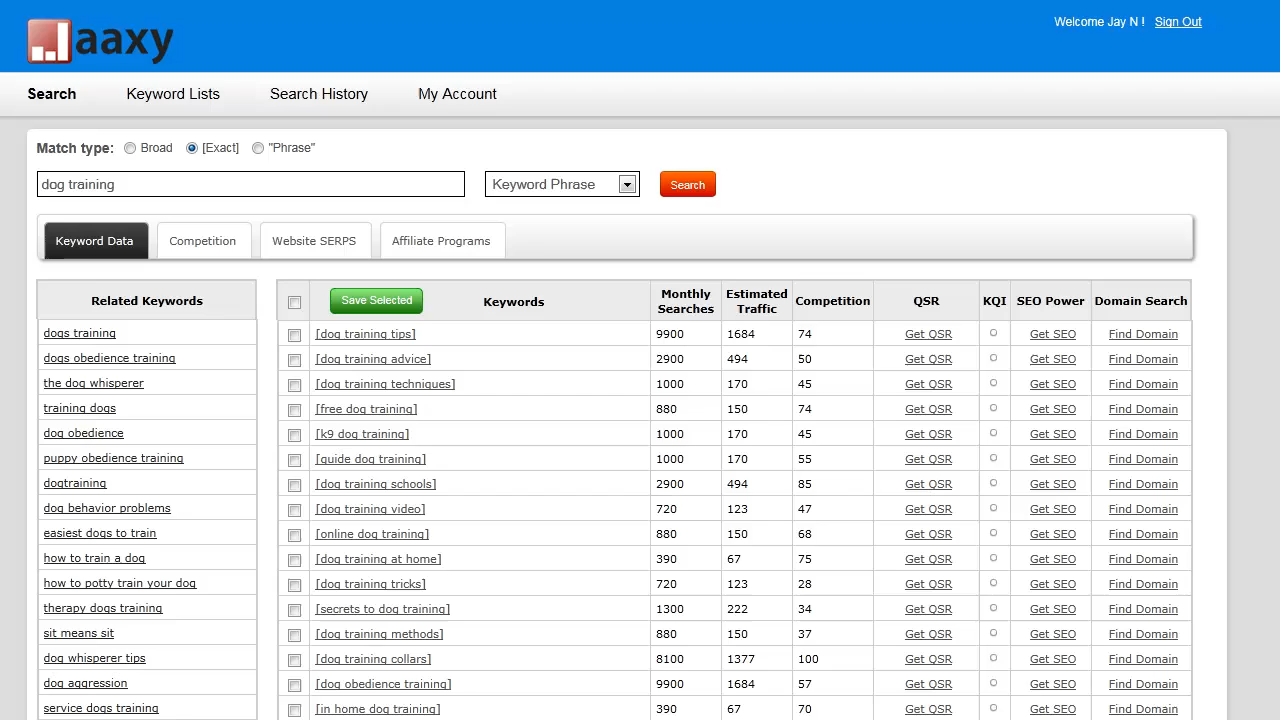 aaxy
Welcome Jay N ! Sign Out
Search Keyword Lists Search History My Account
Match type: Broad [Exact] "Phrase"
dog training Keyword Phrase Search
Keyword Data Competition Website SERPS Affiliate Programs
Related Keywords
dogs training
dogs obedience training
the dog whisperer
training dogs
dog obedience
puppy obedience training
dogtraining
dog behavior problems
easiest dogs to train
how to train a dog
how to potty train your dog
therapy dogs training
sit means sit
dog whisperer tips
dog aggression
service dogs training
Save Selected Keywords Monthly Searches Estimated Traffic Competition QSR KQI SEO Power Domain Search
[dog training tips] 9900 1684 74 Get QSR Get SEO Find Domain
[dog training advice] 2900 494 50 Get QSR Get SEO Find Domain
[dog training techniques] 1000 170 45 Get QSR Get SEO Find Domain
[free dog training] 880 150 74 Get QSR Get SEO Find Domain
[k9 dog training] 1000 170 45 Get QSR Get SEO Find Domain
[guide dog training] 1000 170 55 Get QSR Get SEO Find Domain
[dog training schools] 2900 494 85 Get QSR Get SEO Find Domain
[dog training video] 720 123 47 Get QSR Get SEO Find Domain
[online dog training] 880 150 68 Get QSR Get SEO Find Domain
[dog training at home] 390 67 75 Get QSR Get SEO Find Domain
[dog training tricks] 720 123 28 Get QSR Get SEO Find Domain
[secrets to dog training] 1300 222 34 Get QSR Get SEO Find Domain
[dog training methods] 880 150 37 Get QSR Get SEO Find Domain
[dog training collars] 8100 1377 100 Get QSR Get SEO Find Domain
[dog obedience training] 9900 1684 57 Get QSR Get SEO Find Domain
[in home dog training] 390 67 70 Get QSR Get SEO Find Domain